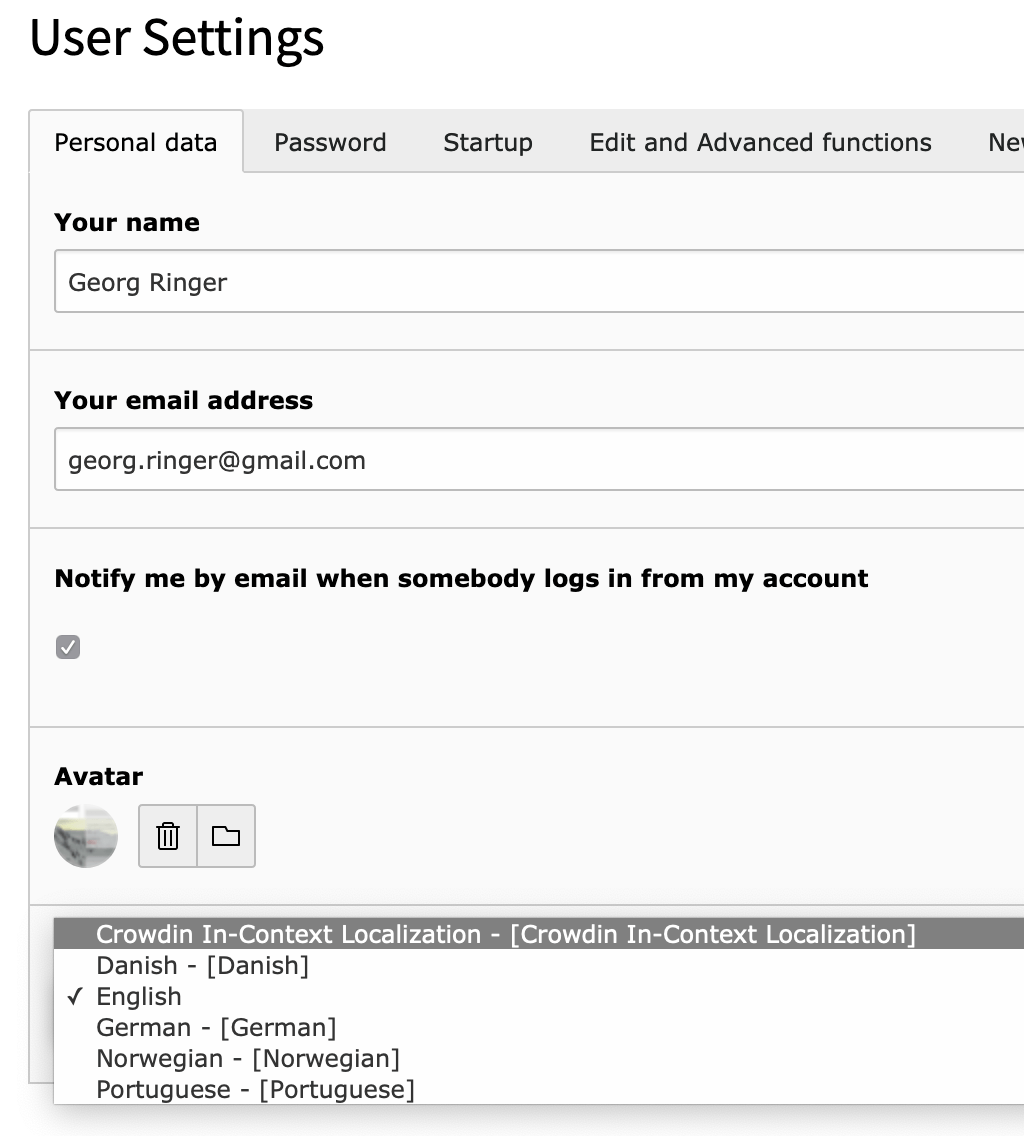 User Settings
Personal data Password Startup Edit and Advanced functions
Your name
Georg Ringer
Your email address
georg.ringer@gmail.com
Notify me by email when somebody logs in from my account
Avatar
Crowdin In-Context Localization - [Crowdin In-Context Localization]
Danish - [Danish]
✓ English
German - [German]
Norwegian - [Norwegian]
Portuguese - [Portuguese]